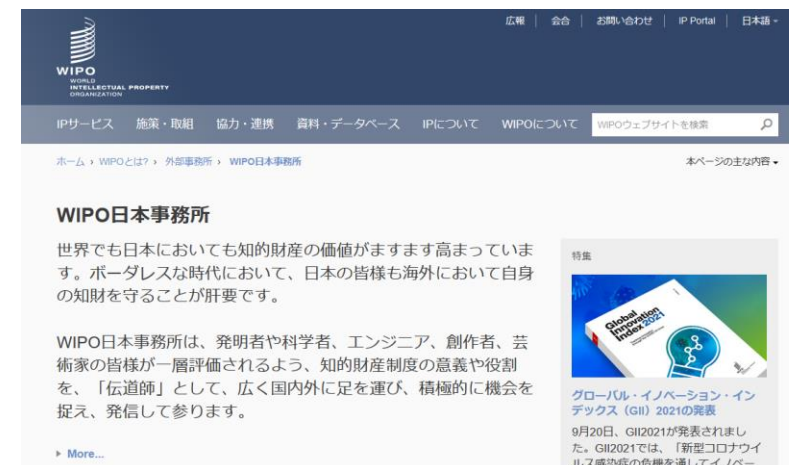 広報 | 会合 | お問い合わせ | IP Portal | 日本語
WIPO
WORLD
INTELLECTUAL PROPERTY
ORGANIZATION
IPサービス 施策・取組 協力・連携 資料・データベース IPについて WIPOについて WIPOウェブサイトを検索
ホーム › WIPOとは? › 外部事務所 › WIPO日本事務所 本ページの主な内容
WIPO日本事務所
世界でも日本においても知的財産の価値がますます高まっていま
す。ボーダレスな時代において、日本の皆様も海外において自身
の知財を守ることが肝要です。
WIPO日本事務所は、発明者や科学者、エンジニア、創作者、芸
術家の皆様が一層評価されるよう、知的財産制度の意義や役割
を、「伝道師」として、広く国内外に足を運び、積極的に機会を
捉え、発信して参ります。
More...
特集
Global
Innovation
Index 2021
グローバル・イノベーション・イン
デックス（GII）2021の発表
9月20日、GII2021が発表されまし
た。GII2021では、「新型コロナウイ
ルス感染症の危機を通してイノベー